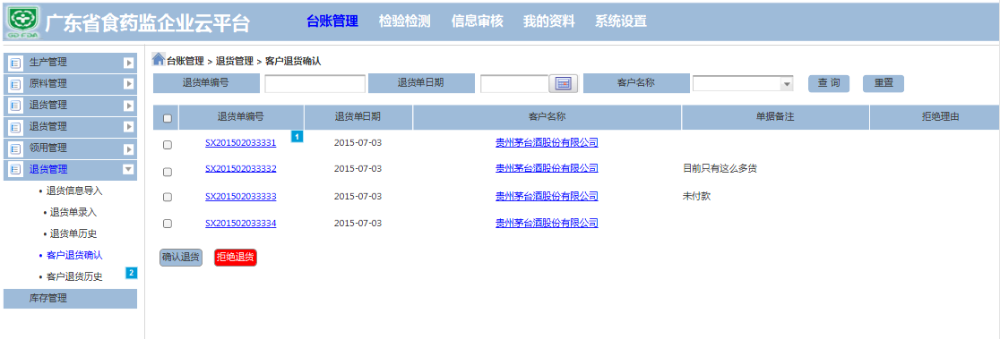 广东省食药监企业云平台
台账管理 检验检测 信息审核 我的资料 系统设置
生产管理
原料管理
退货管理
退货管理
领用管理
退货管理
• 退货信息导入
• 退货单录入
• 退货单历史
• 客户退货确认
• 客户退货历史 2
库存管理
台账管理 > 退货管理 > 客户退货确认
退货单编号 退货单日期 客户名称 查 询 重置
退货单编号 退货单日期 客户名称 单据备注 拒绝理由
SX201502033331 1 2015-07-03 贵州茅台酒股份有限公司
SX201502033332 2015-07-03 贵州茅台酒股份有限公司 目前只有这么多货
SX201502033333 2015-07-03 贵州茅台酒股份有限公司 未付款
SX201502033334 2015-07-03 贵州茅台酒股份有限公司
确认退货 拒绝退货